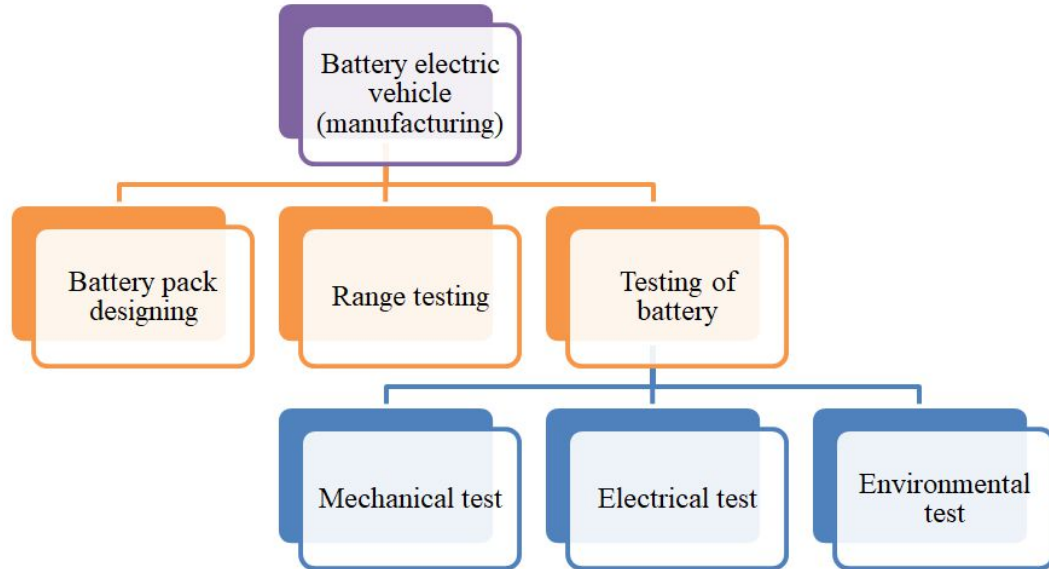 Battery electric
vehicle
(manufacturing)
Battery pack
designing
Range testing
Testing of
battery
Mechanical test
Electrical test
Environmental
test